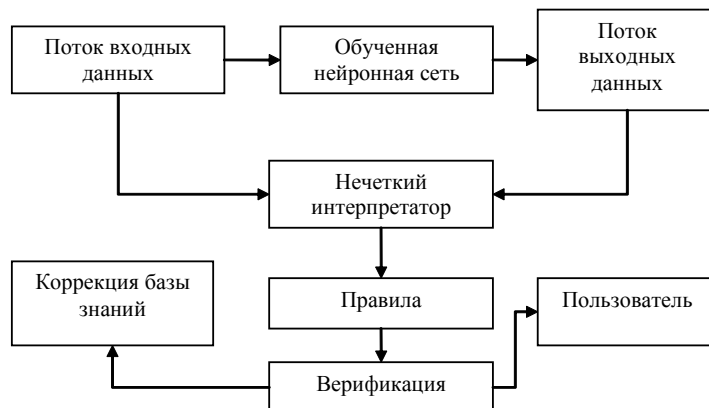 Поток входных
данных
Обученная
нейронная сеть
Поток
выходных
данных
Нечеткий
интерпретатор
Коррекция базы
знаний
Правила
Пользователь
Верификация